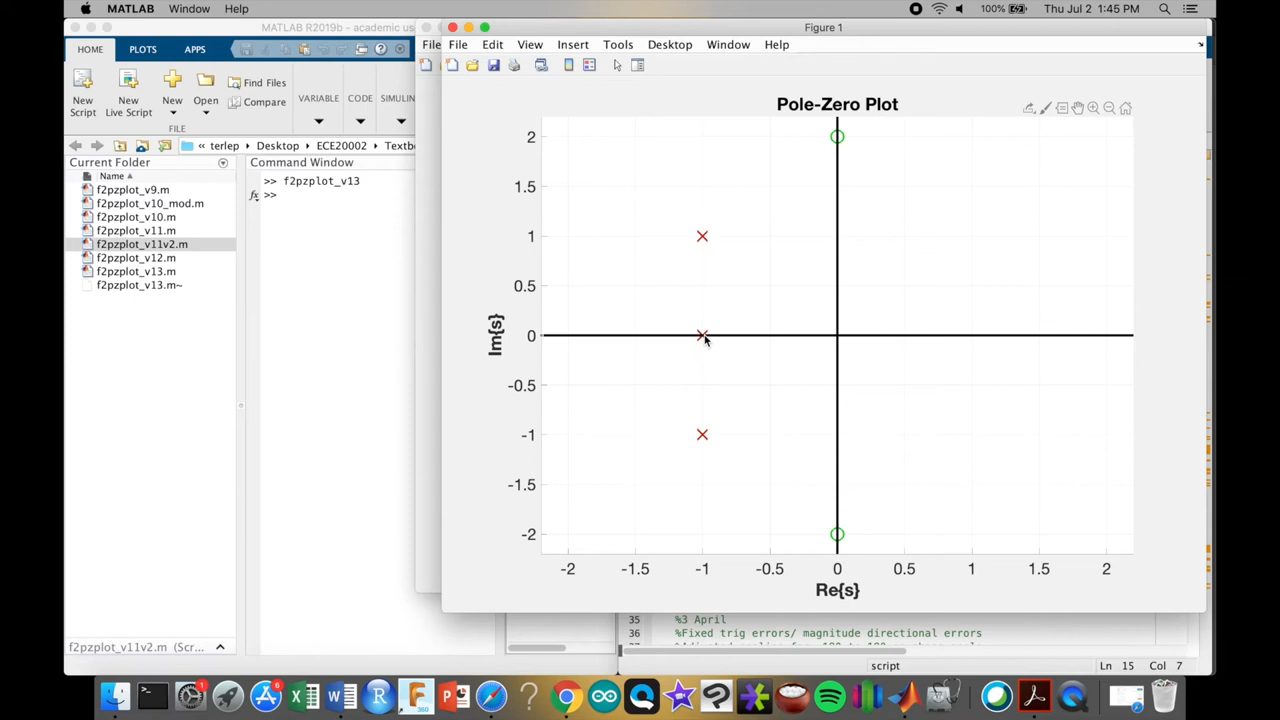 MATLAB Window Help 100% Thu Jul 2 1:45 PM
MATLAB R2019b - academic us
Figure 1
HOME PLOTS APPS
File
File Edit View Insert Tools Desktop Window Help
New Script
New Live Script
New
Open
Find Files
Compare
VARIABLE
CODE
SIMULIN
FILE
terlep Desktop ECE20002 Textb
Current Folder
Name
f2pzplot_v9.m
f2pzplot_v10_mod.m
f2pzplot_v10.m
f2pzplot_v11.m
f2pzplot_v11v2.m
f2pzplot_v12.m
f2pzplot_v13.m
f2pzplot_v13.m~
f2pzplot_v11v2.m (Scr...
Command Window
>> f2pzplot_v13
fx >>
Pole-Zero Plot
2
1.5
1
0.5
0
-0.5
-1
-1.5
-2
Im{s}
-2 -1.5 -1 -0.5 0 0.5 1 1.5 2
Re{s}
35 %3 April
36 %Fixed trig errors/ magnitude directional errors
script Ln 15 Col 7